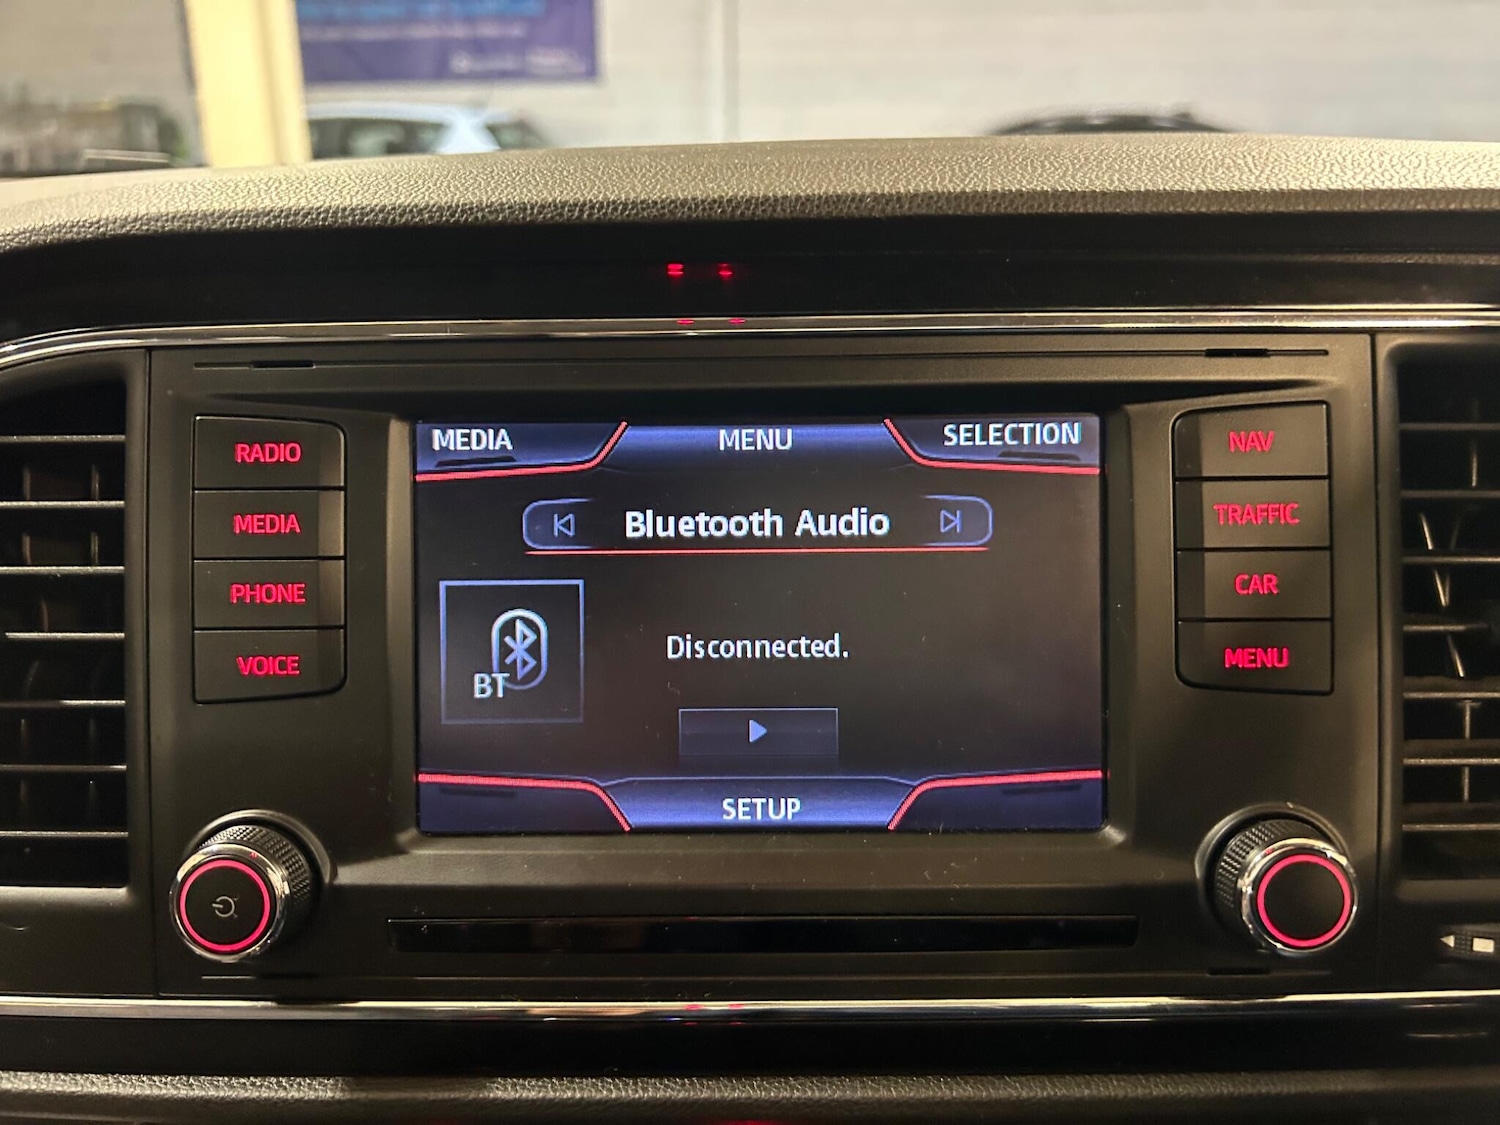 MEDIA MENU SELECTION
Bluetooth Audio
BT
Disconnected.
SETUP
RADIO
MEDIA
PHONE
VOICE
NAV
TRAFFIC
CAR
MENU